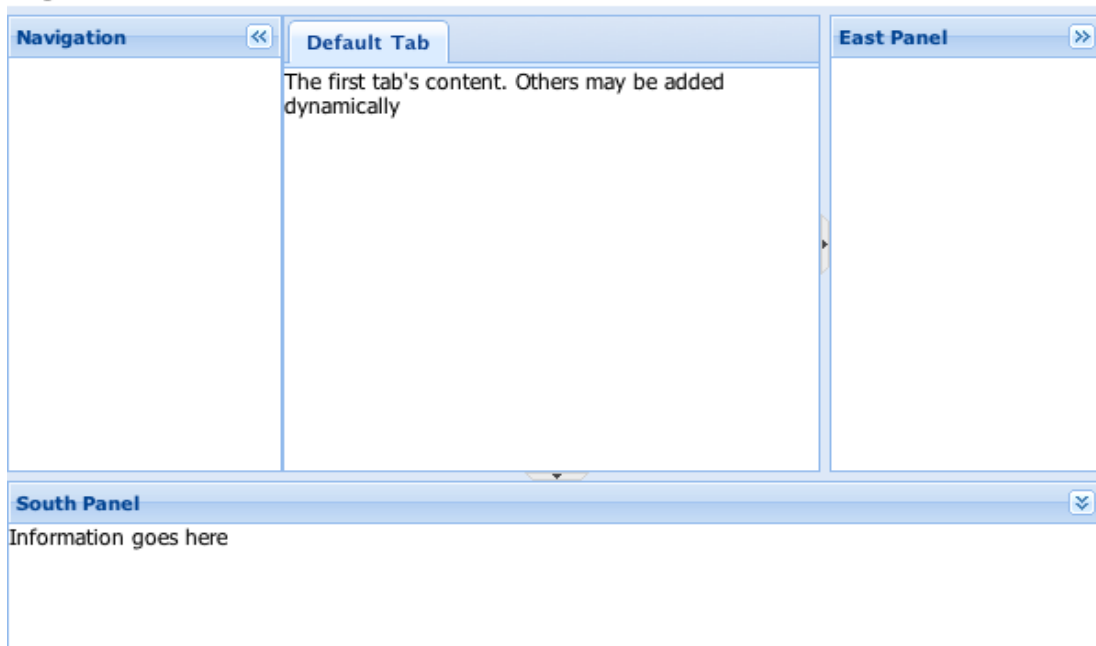 Navigation
Default Tab
East Panel
The first tab's content. Others may be added
dynamically
South Panel
Information goes here